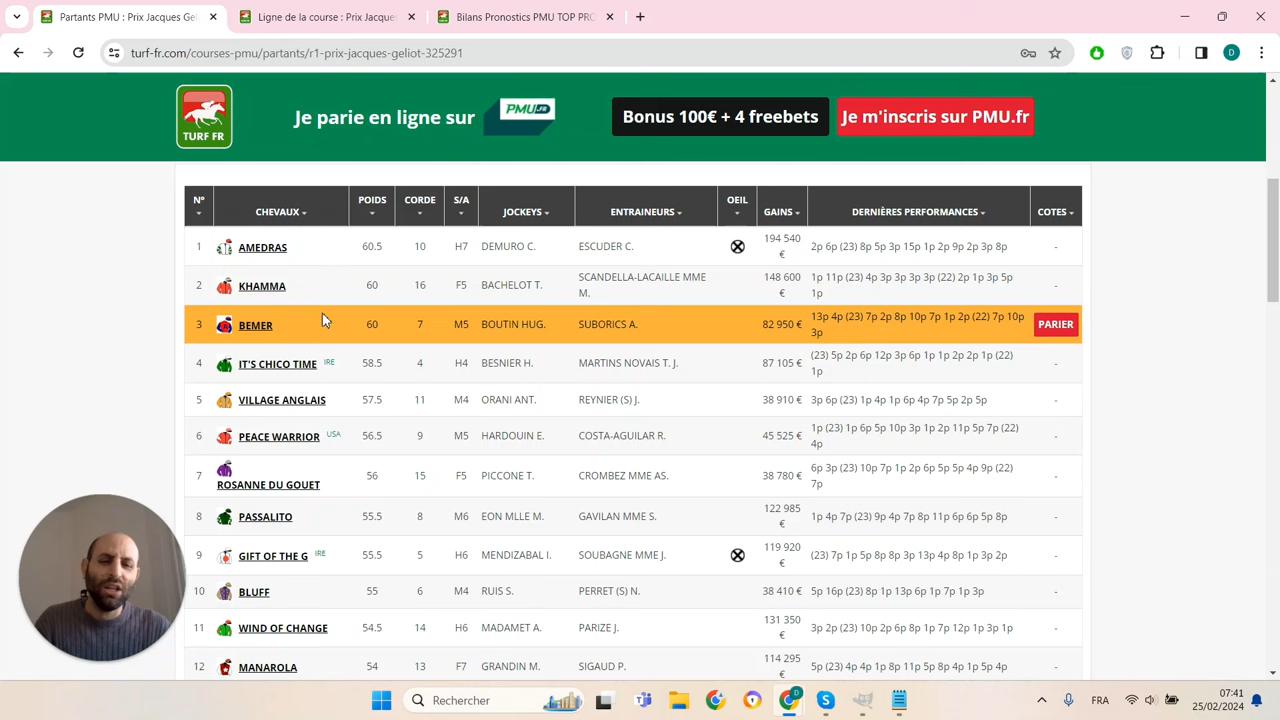 Partants PMU : Prix Jacques Gel
Ligne de la course : Prix Jacque
Bilans Pronostics PMU TOP PRO
turf-fr.com/courses-pmu/partants/r1-prix-jacques-geliot-325291
D
TURF FR
Je parie en ligne sur
PMU.fr
Bonus 100€ + 4 freebets
Je m'inscris sur PMU.fr
N° CHEVAUX POIDS CORDE S/A JOCKEYS ENTRAINEURS OEIL GAINS DERNIÈRES PERFORMANCES COTES
1 AMEDRAS 60.5 10 H7 DEMURO C. ESCUDER C. 194 540 € 2p 6p (23) 8p 5p 3p 15p 1p 2p 9p 2p 3p 8p -
2 KHAMMA 60 16 F5 BACHELOT T. SCANDELLA-LACAILLE MME M. 148 600 € 1p 11p (23) 4p 3p 3p 3p 3p (22) 2p 1p 3p 5p 1p -
3 BEMER 60 7 M5 BOUTIN HUG. SUBORICS A. 82 950 € 13p 4p (23) 7p 2p 8p 10p 7p 1p 2p (22) 7p 10p 3p PARIER
4 IT'S CHICO TIME IRE 58.5 4 H4 BESNIER H. MARTINS NOVAIS T. J. 87 105 € (23) 5p 2p 6p 12p 3p 6p 1p 1p 2p 2p 1p (22) 1p -
5 VILLAGE ANGLAIS 57.5 11 M4 ORANI ANT. REYNIER (S) J. 38 910 € 3p 6p (23) 1p 4p 1p 6p 4p 7p 5p 2p 5p -
6 PEACE WARRIOR USA 56.5 9 M5 HARDOUIN E. COSTA-AGUILAR R. 45 525 € 1p (23) 1p 6p 5p 10p 3p 1p 2p 11p 5p 7p (22) 4p -
7 ROSANNE DU GOUET 56 15 F5 PICCONE T. CROMBEZ MME AS. 38 780 € 6p 3p (23) 10p 7p 1p 2p 6p 5p 5p 4p 9p (22) 7p -
8 PASSALITO 55.5 8 M6 EON MLLE M. GAVILAN MME S. 122 985 € 1p 4p 7p (23) 9p 4p 7p 8p 11p 6p 6p 5p 8p -
9 GIFT OF THE G IRE 55.5 5 H6 MENDIZABAL I. SOUBAGNE MME J. 119 920 € (23) 7p 1p 5p 8p 8p 3p 13p 4p 8p 1p 3p 2p -
10 BLUFF 55 6 M4 RUIS S. PERRET (S) N. 38 410 € 5p 16p (23) 8p 1p 13p 6p 1p 7p 1p 3p -
11 WIND OF CHANGE 54.5 14 H6 MADAMET A. PARIZE J. 131 350 € 3p 2p (23) 10p 2p 6p 8p 1p 7p 12p 1p 3p 1p -
12 MANAROLA 54 13 F7 GRANDIN M. SIGAUD P. 114 295 € 5p (23) 4p 4p 1p 8p 11p 5p 8p 4p 1p 5p 4p -
Rechercher
FRA
07:41
25/02/2024